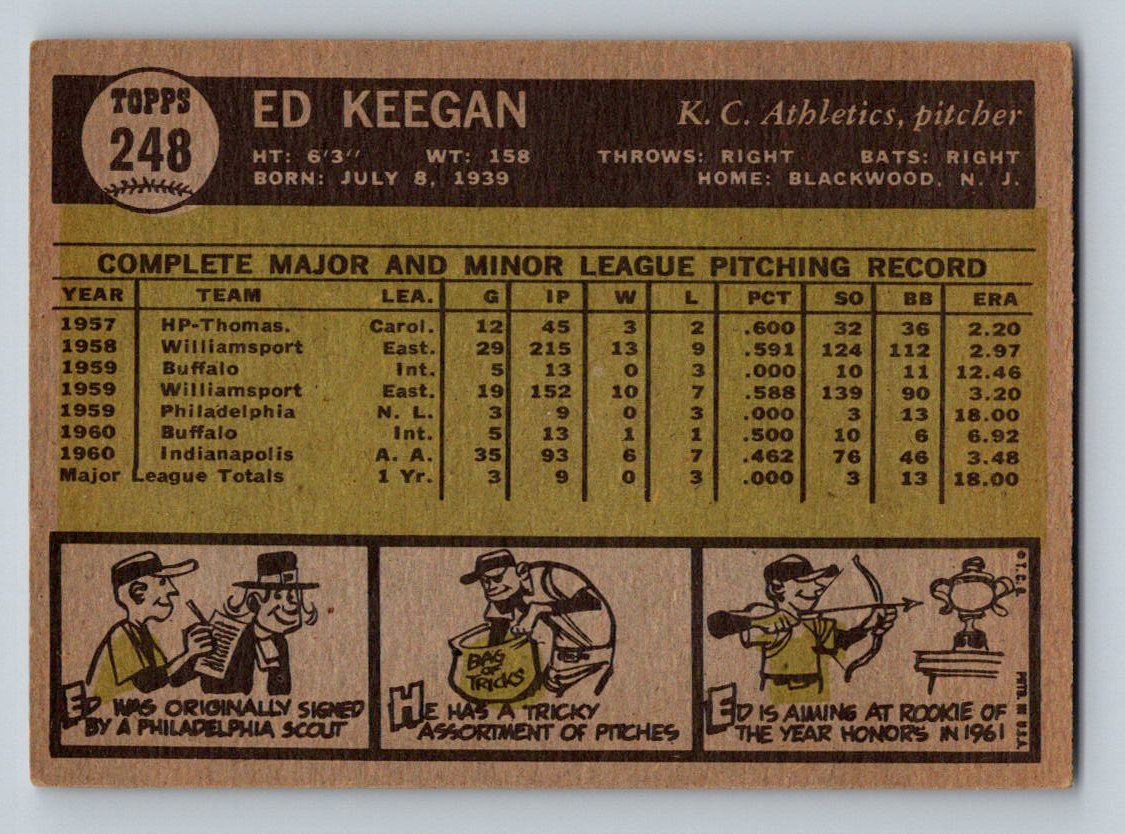 TOPPS
248
ED KEEGAN
K. C. Athletics, pitcher
HT: 6'3" WT: 158 THROWS: RIGHT BATS: RIGHT
BORN: JULY 8, 1939 HOME: BLACKWOOD, N. J.
COMPLETE MAJOR AND MINOR LEAGUE PITCHING RECORD
YEAR TEAM LEA. G IP W L PCT SO BB ERA
1957 HP-Thomas. Carol. 12 45 3 2 .600 32 36 2.20
1958 Williamsport East. 29 215 13 9 .591 124 112 2.97
1959 Buffalo Int. 5 13 0 3 .000 10 11 12.46
1959 Williamsport East. 19 152 10 7 .588 139 90 3.20
1959 Philadelphia N. L. 3 9 0 3 .000 3 13 18.00
1960 Buffalo Int. 5 13 1 1 .500 10 6 6.92
1960 Indianapolis A. A. 35 93 6 7 .462 76 46 3.48
Major League Totals 1 Yr. 3 9 0 3 .000 3 13 18.00
ED WAS ORIGINALLY SIGNED
BY A PHILADELPHIA SCOUT
BAG
OF
TRICKS
HE HAS A TRICKY
ASSORTMENT OF PITCHES
ED IS AIMING AT ROOKIE OF
THE YEAR HONORS IN 1961
© T.C.G.
PRTD. IN U.S.A.